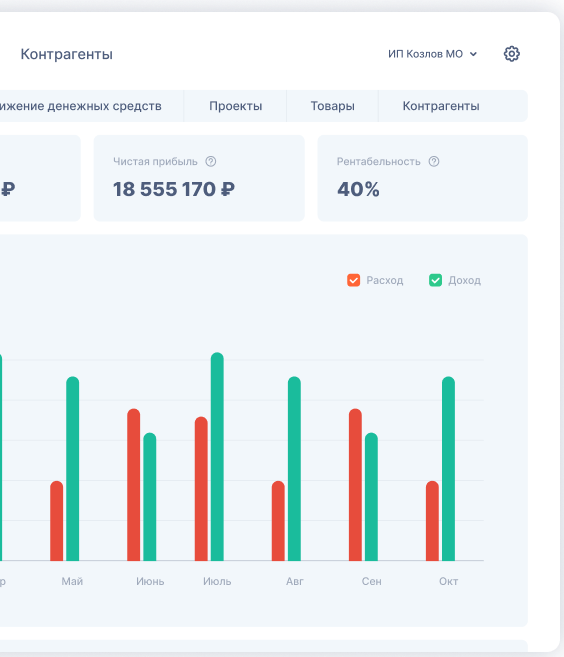 Контрагенты
ИП Козлов МО
ижение денежных средств
Проекты
Товары
Контрагенты
₽
Чистая прибыль
18 555 170 ₽
Рентабельность
40%
Расход
Доход
р
Май
Июнь
Июль
Авг
Сен
Окт